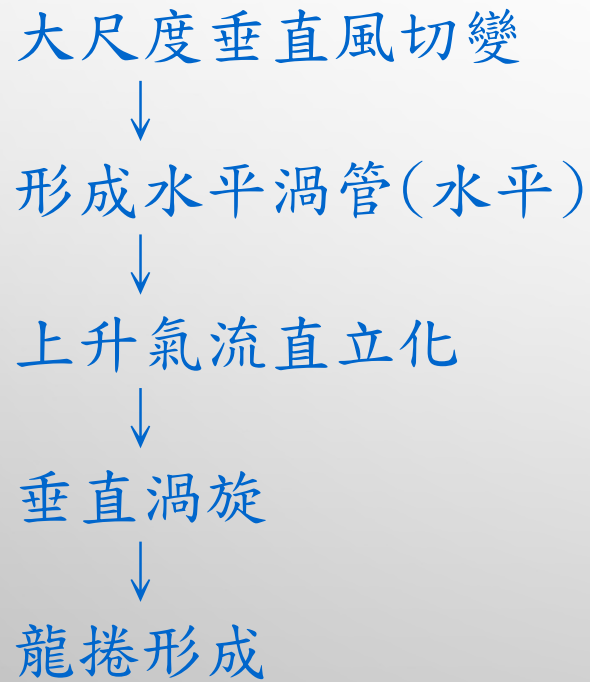 大尺度垂直風切變
↓
形成水平渦管(水平)
↓
上升氣流直立化
↓
垂直渦旋
↓
龍捲形成